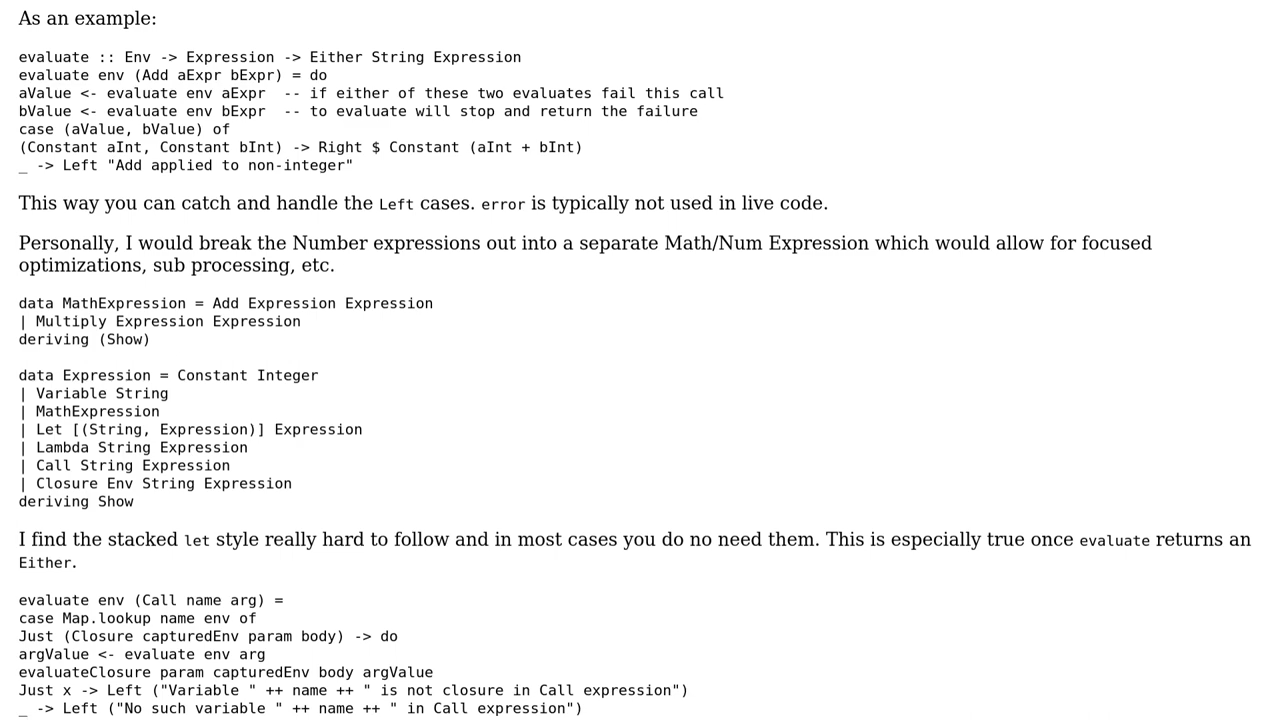 As an example:
evaluate :: Env -> Expression -> Either String Expression
evaluate env (Add aExpr bExpr) = do
aValue <- evaluate env aExpr  -- if either of these two evaluates fail this call
bValue <- evaluate env bExpr  -- to evaluate will stop and return the failure
case (aValue, bValue) of
(Constant aInt, Constant bInt) -> Right $ Constant (aInt + bInt)
_ -> Left "Add applied to non-integer"
This way you can catch and handle the Left cases. error is typically not used in live code.
Personally, I would break the Number expressions out into a separate Math/Num Expression which would allow for focused
optimizations, sub processing, etc.
data MathExpression = Add Expression Expression
| Multiply Expression Expression
deriving (Show)
data Expression = Constant Integer
| Variable String
| MathExpression
| Let [(String, Expression)] Expression
| Lambda String Expression
| Call String Expression
| Closure Env String Expression
deriving Show
I find the stacked let style really hard to follow and in most cases you do no need them. This is especially true once evaluate returns an
Either.
evaluate env (Call name arg) =
case Map.lookup name env of
Just (Closure capturedEnv param body) -> do
argValue <- evaluate env arg
evaluateClosure param capturedEnv body argValue
Just x -> Left ("Variable " ++ name ++ " is not closure in Call expression")
_ -> Left ("No such variable " ++ name ++ " in Call expression")